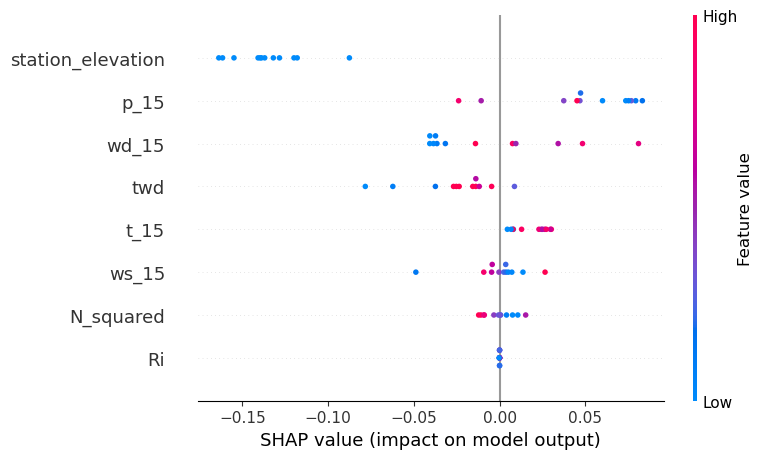 High
station_elevation
p_15
wd_15
twd
t_15
ws_15
N_squared
Ri
Feature value
Low
−0.15 −0.10 −0.05 0.00 0.05
SHAP value (impact on model output)